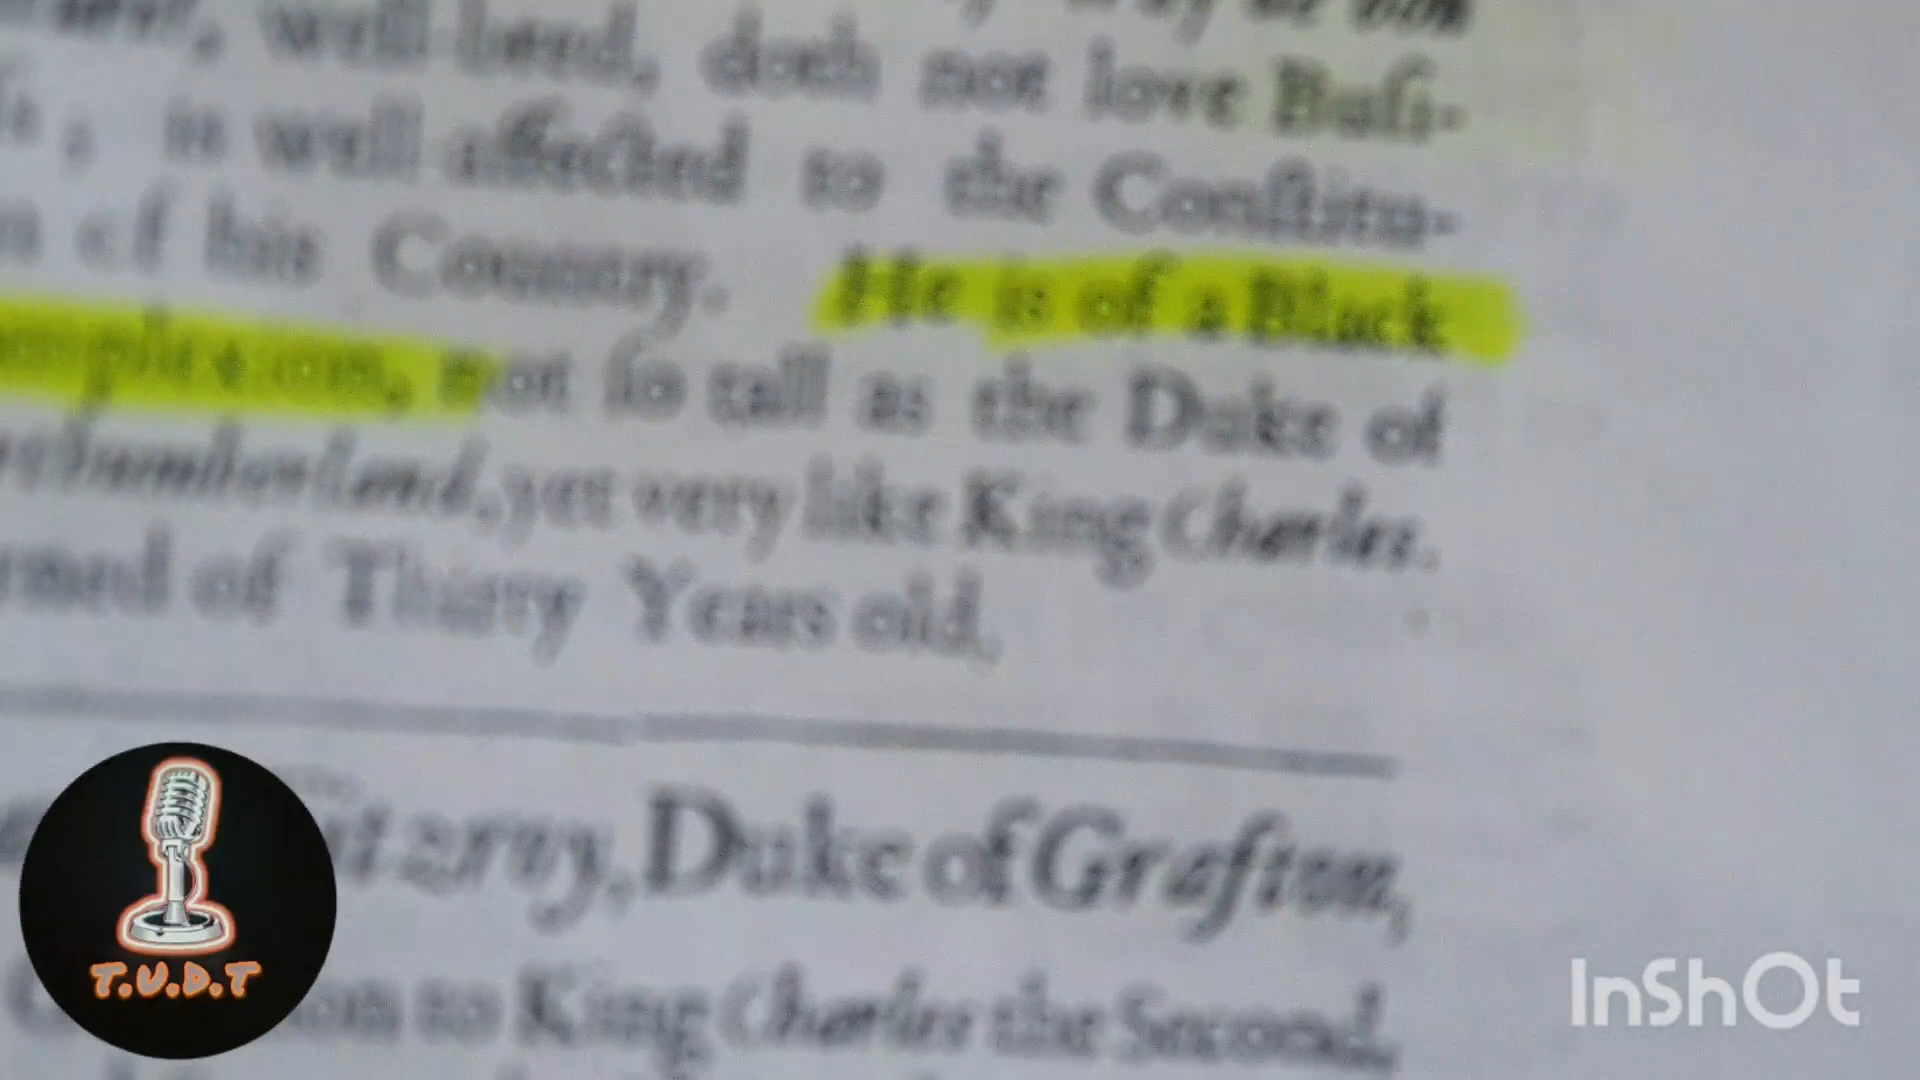 well bred, doth not love Buſi-
is well affected to the Conſtitu-
of his Country. He is of a Black
not ſo tall as the Duke of
yet very like King Charles.
of Thirty Years old,
Duke of Grafton,
to King Charles the Second,
T.U.D.T
InShOt